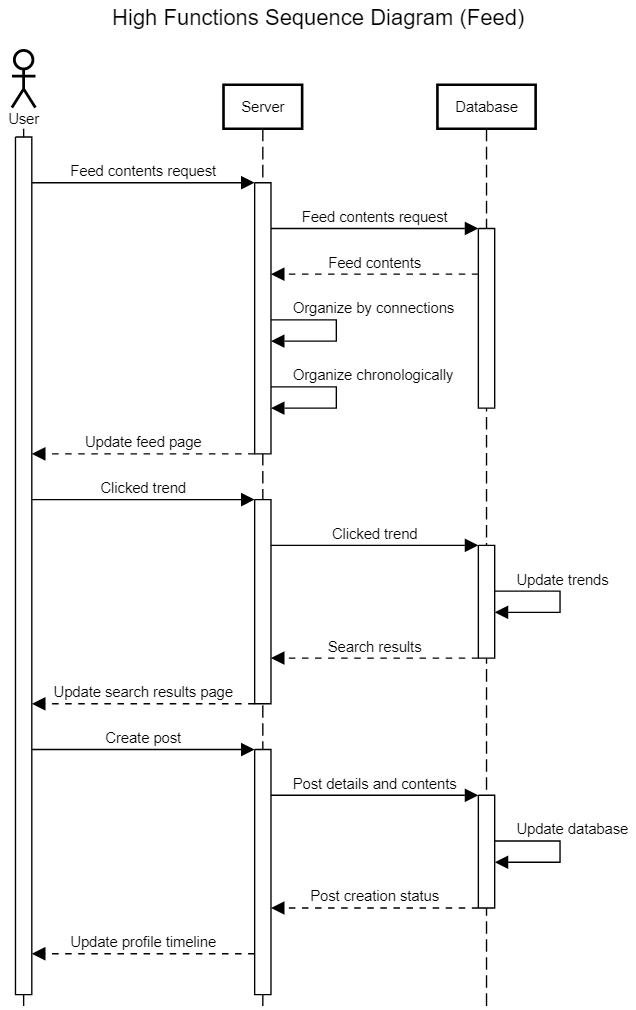 High Functions Sequence Diagram (Feed)
User
Server
Database
Feed contents request
Feed contents request
Feed contents
Organize by connections
Organize chronologically
Update feed page
Clicked trend
Clicked trend
Update trends
Search results
Update search results page
Create post
Post details and contents
Update database
Post creation status
Update profile timeline